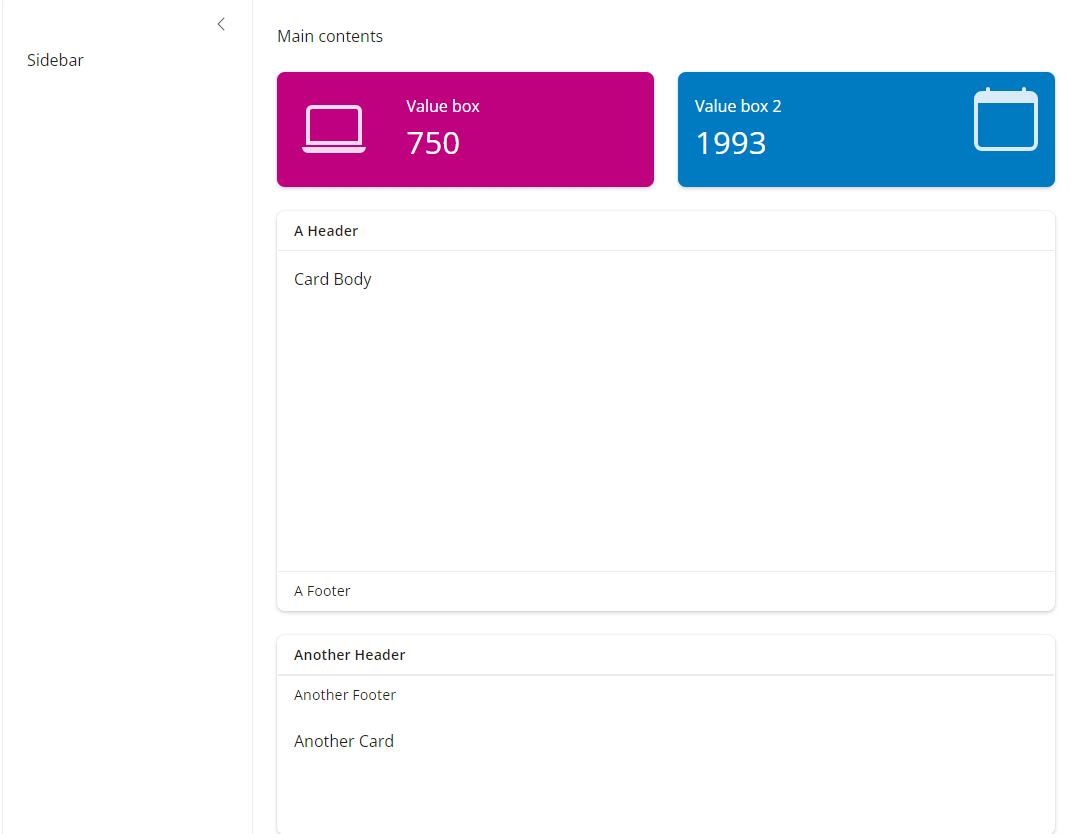 Sidebar
Main contents
Value box
750
Value box 2
1993
A Header
Card Body
A Footer
Another Header
Another Footer
Another Card